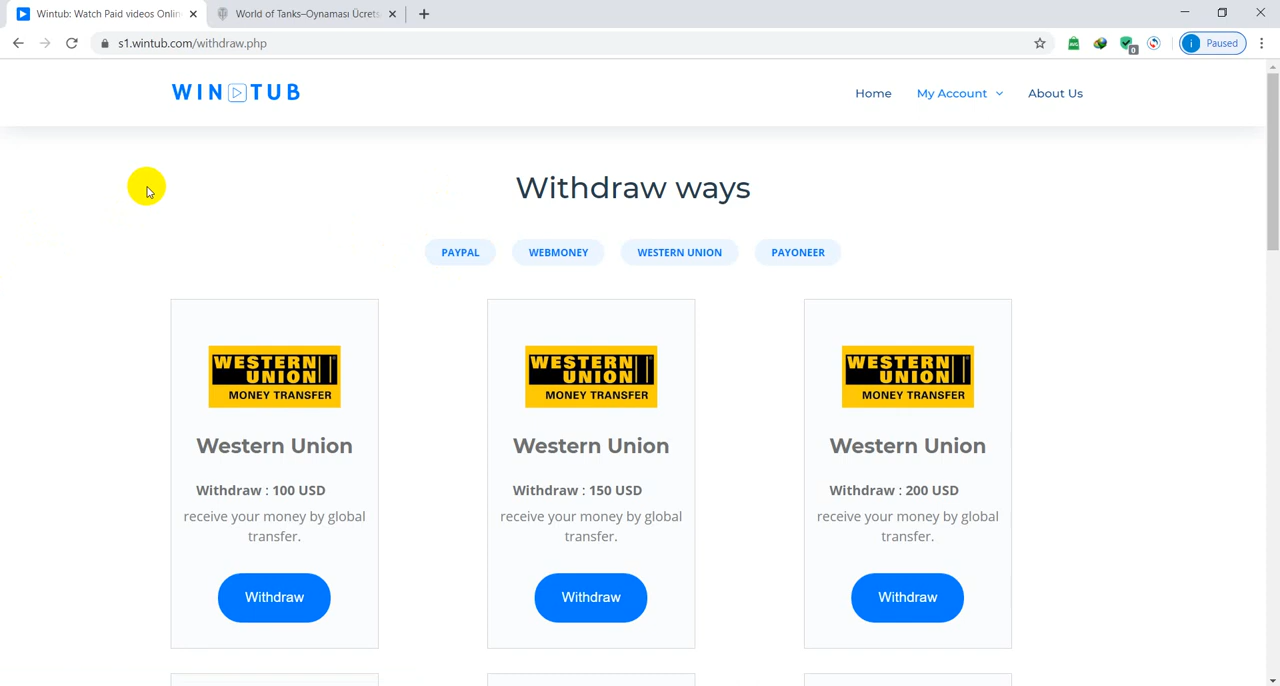 Wintub: Watch Paid videos Onlin
World of Tanks–Oynaması Ücrets
s1.wintub.com/withdraw.php
0
i Paused
WIN TUB
Home
My Account
About Us
Withdraw ways
PAYPAL
WEBMONEY
WESTERN UNION
PAYONEER
WESTERN UNION
MONEY TRANSFER
Western Union
Withdraw : 100 USD
receive your money by global
transfer.
Withdraw
WESTERN UNION
MONEY TRANSFER
Western Union
Withdraw : 150 USD
receive your money by global
transfer.
Withdraw
WESTERN UNION
MONEY TRANSFER
Western Union
Withdraw : 200 USD
receive your money by global
transfer.
Withdraw